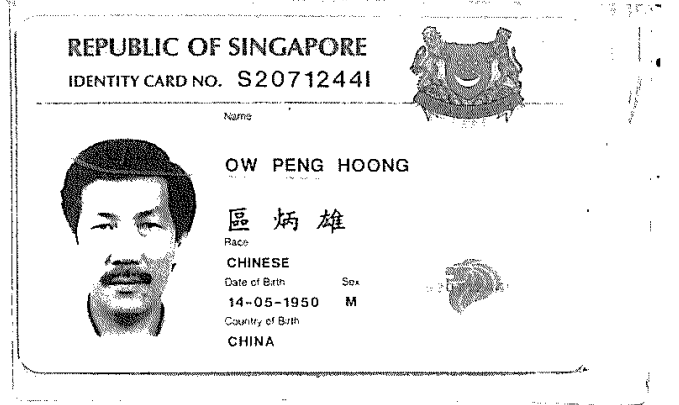 REPUBLIC OF SINGAPORE
IDENTITY CARD NO. S2071244I
Name
OW PENG HOONG
區炳雄
Race
CHINESE
Date of Birth Sex
14-05-1950 M
Country of Birth
CHINA